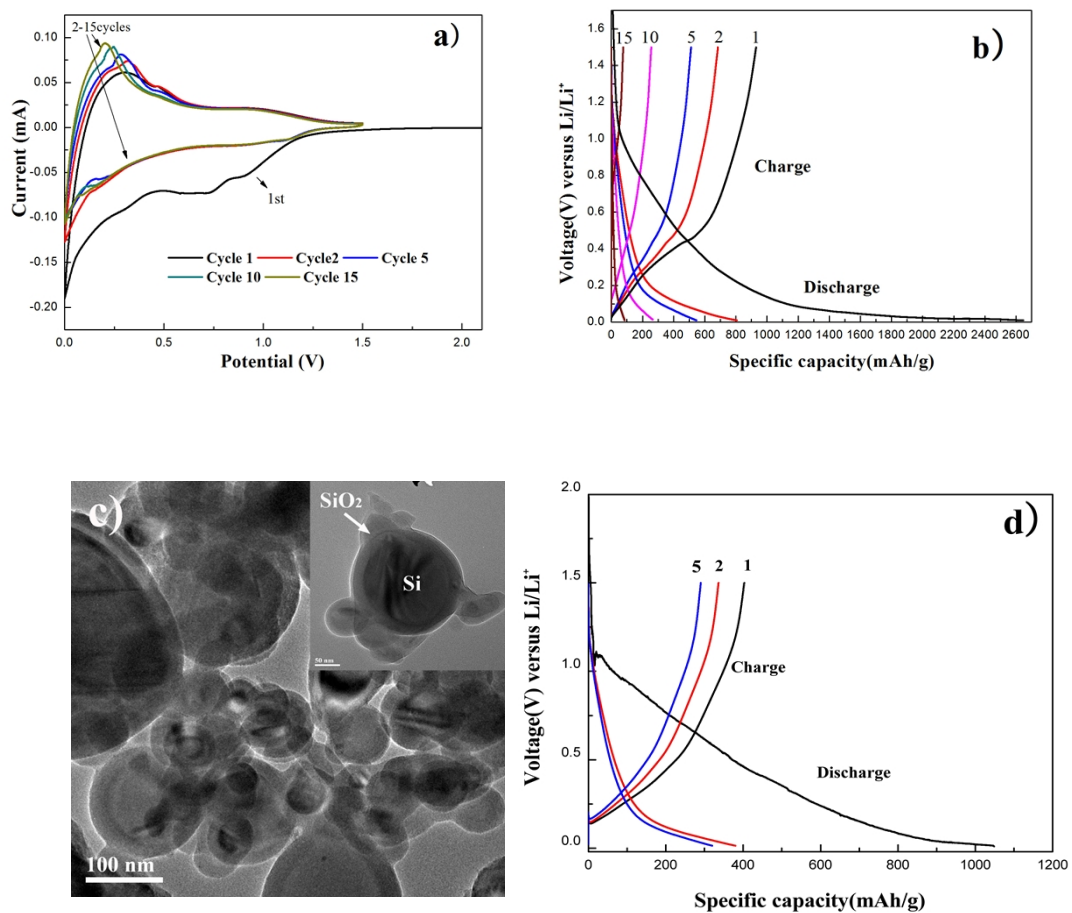 a)
2-15cycles
0.10
0.05
0.00
-0.05
-0.10
-0.15
-0.20
Current (mA)
1st
Cycle 1 Cycle2 Cycle 5
Cycle 10 Cycle 15
0.0 0.5 1.0 1.5 2.0
Potential (V)
b)
15 10 5 2 1
1.6
1.4
1.2
1.0
0.8
0.6
0.4
0.2
0.0
Voltage(V) versus Li/Li⁺
Charge
Discharge
0 200 400 600 800 1000 1200 1400 1600 1800 2000 2200 2400 2600
Specific capacity(mAh/g)
c)
SiO₂
Si
50 nm
100 nm
d)
5 2 1
2.0
1.5
1.0
0.5
0.0
Voltage(V) versus Li/Li⁺
Charge
Discharge
0 200 400 600 800 1000 1200
Specific capacity(mAh/g)